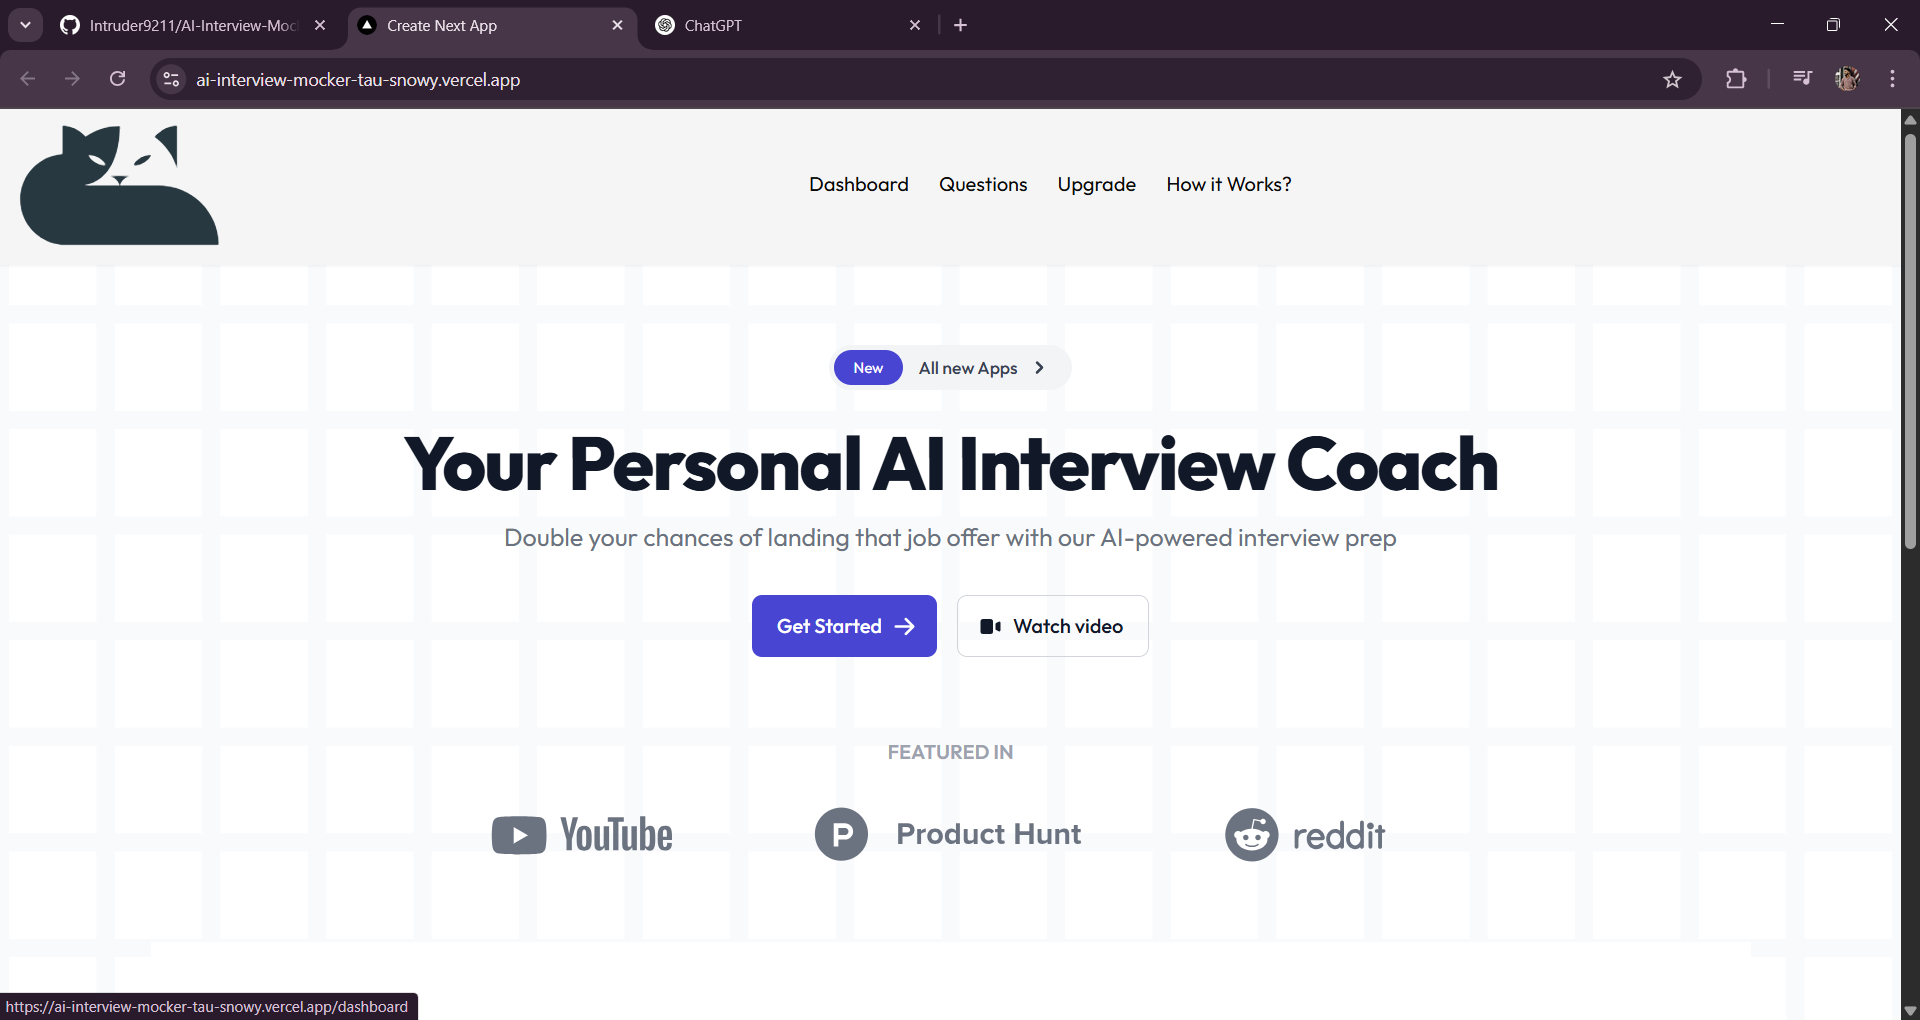 Intruder9211/AI-Interview-Moc
Create Next App
ChatGPT
ai-interview-mocker-tau-snowy.vercel.app
Dashboard
Questions
Upgrade
How it Works?
New All new Apps
Your Personal AI Interview Coach
Double your chances of landing that job offer with our AI-powered interview prep
Get Started
Watch video
FEATURED IN
YouTube
Product Hunt
reddit
https://ai-interview-mocker-tau-snowy.vercel.app/dashboard